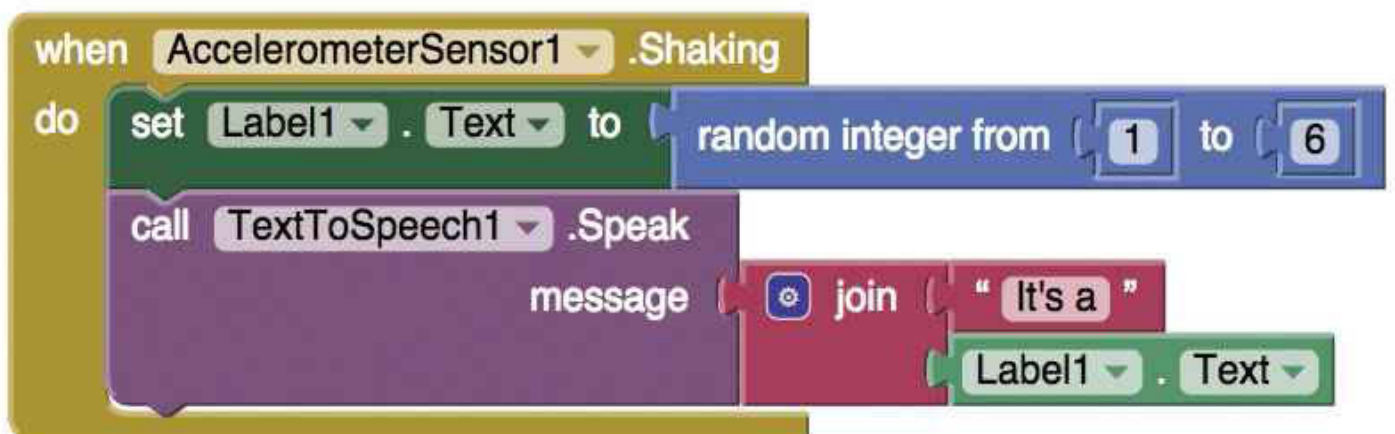 when AccelerometerSensor1 .Shaking
do set Label1 . Text to random integer from 1 to 6
call TextToSpeech1 .Speak
message join “ It's a ”
Label1 . Text